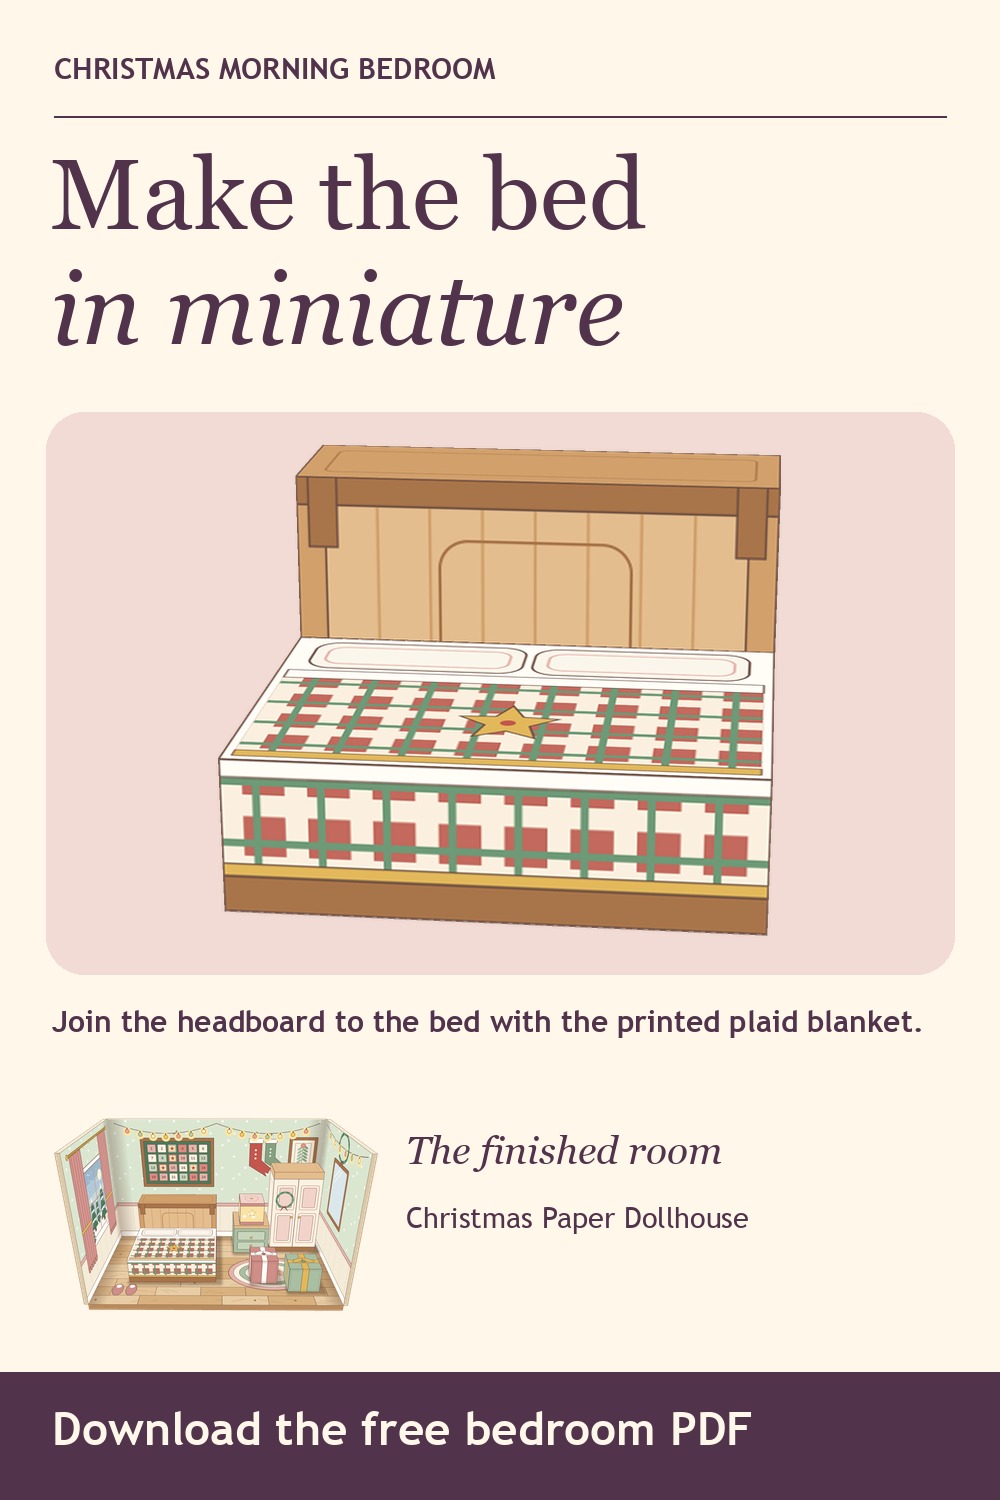 CHRISTMAS MORNING BEDROOM
Make the bed
in miniature
Join the headboard to the bed with the printed plaid blanket.
The finished room
Christmas Paper Dollhouse
Download the free bedroom PDF